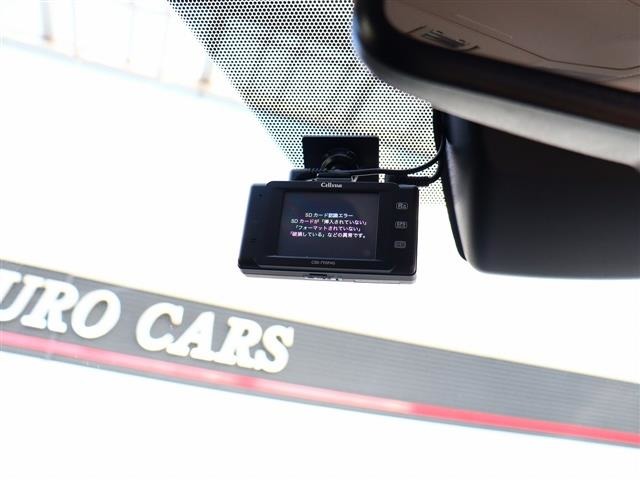 Cellstar
SDカード認識エラー
SDカードが「挿入されていない」
「フォーマットされていない」
「破損している」などの異常です。
URO CARS